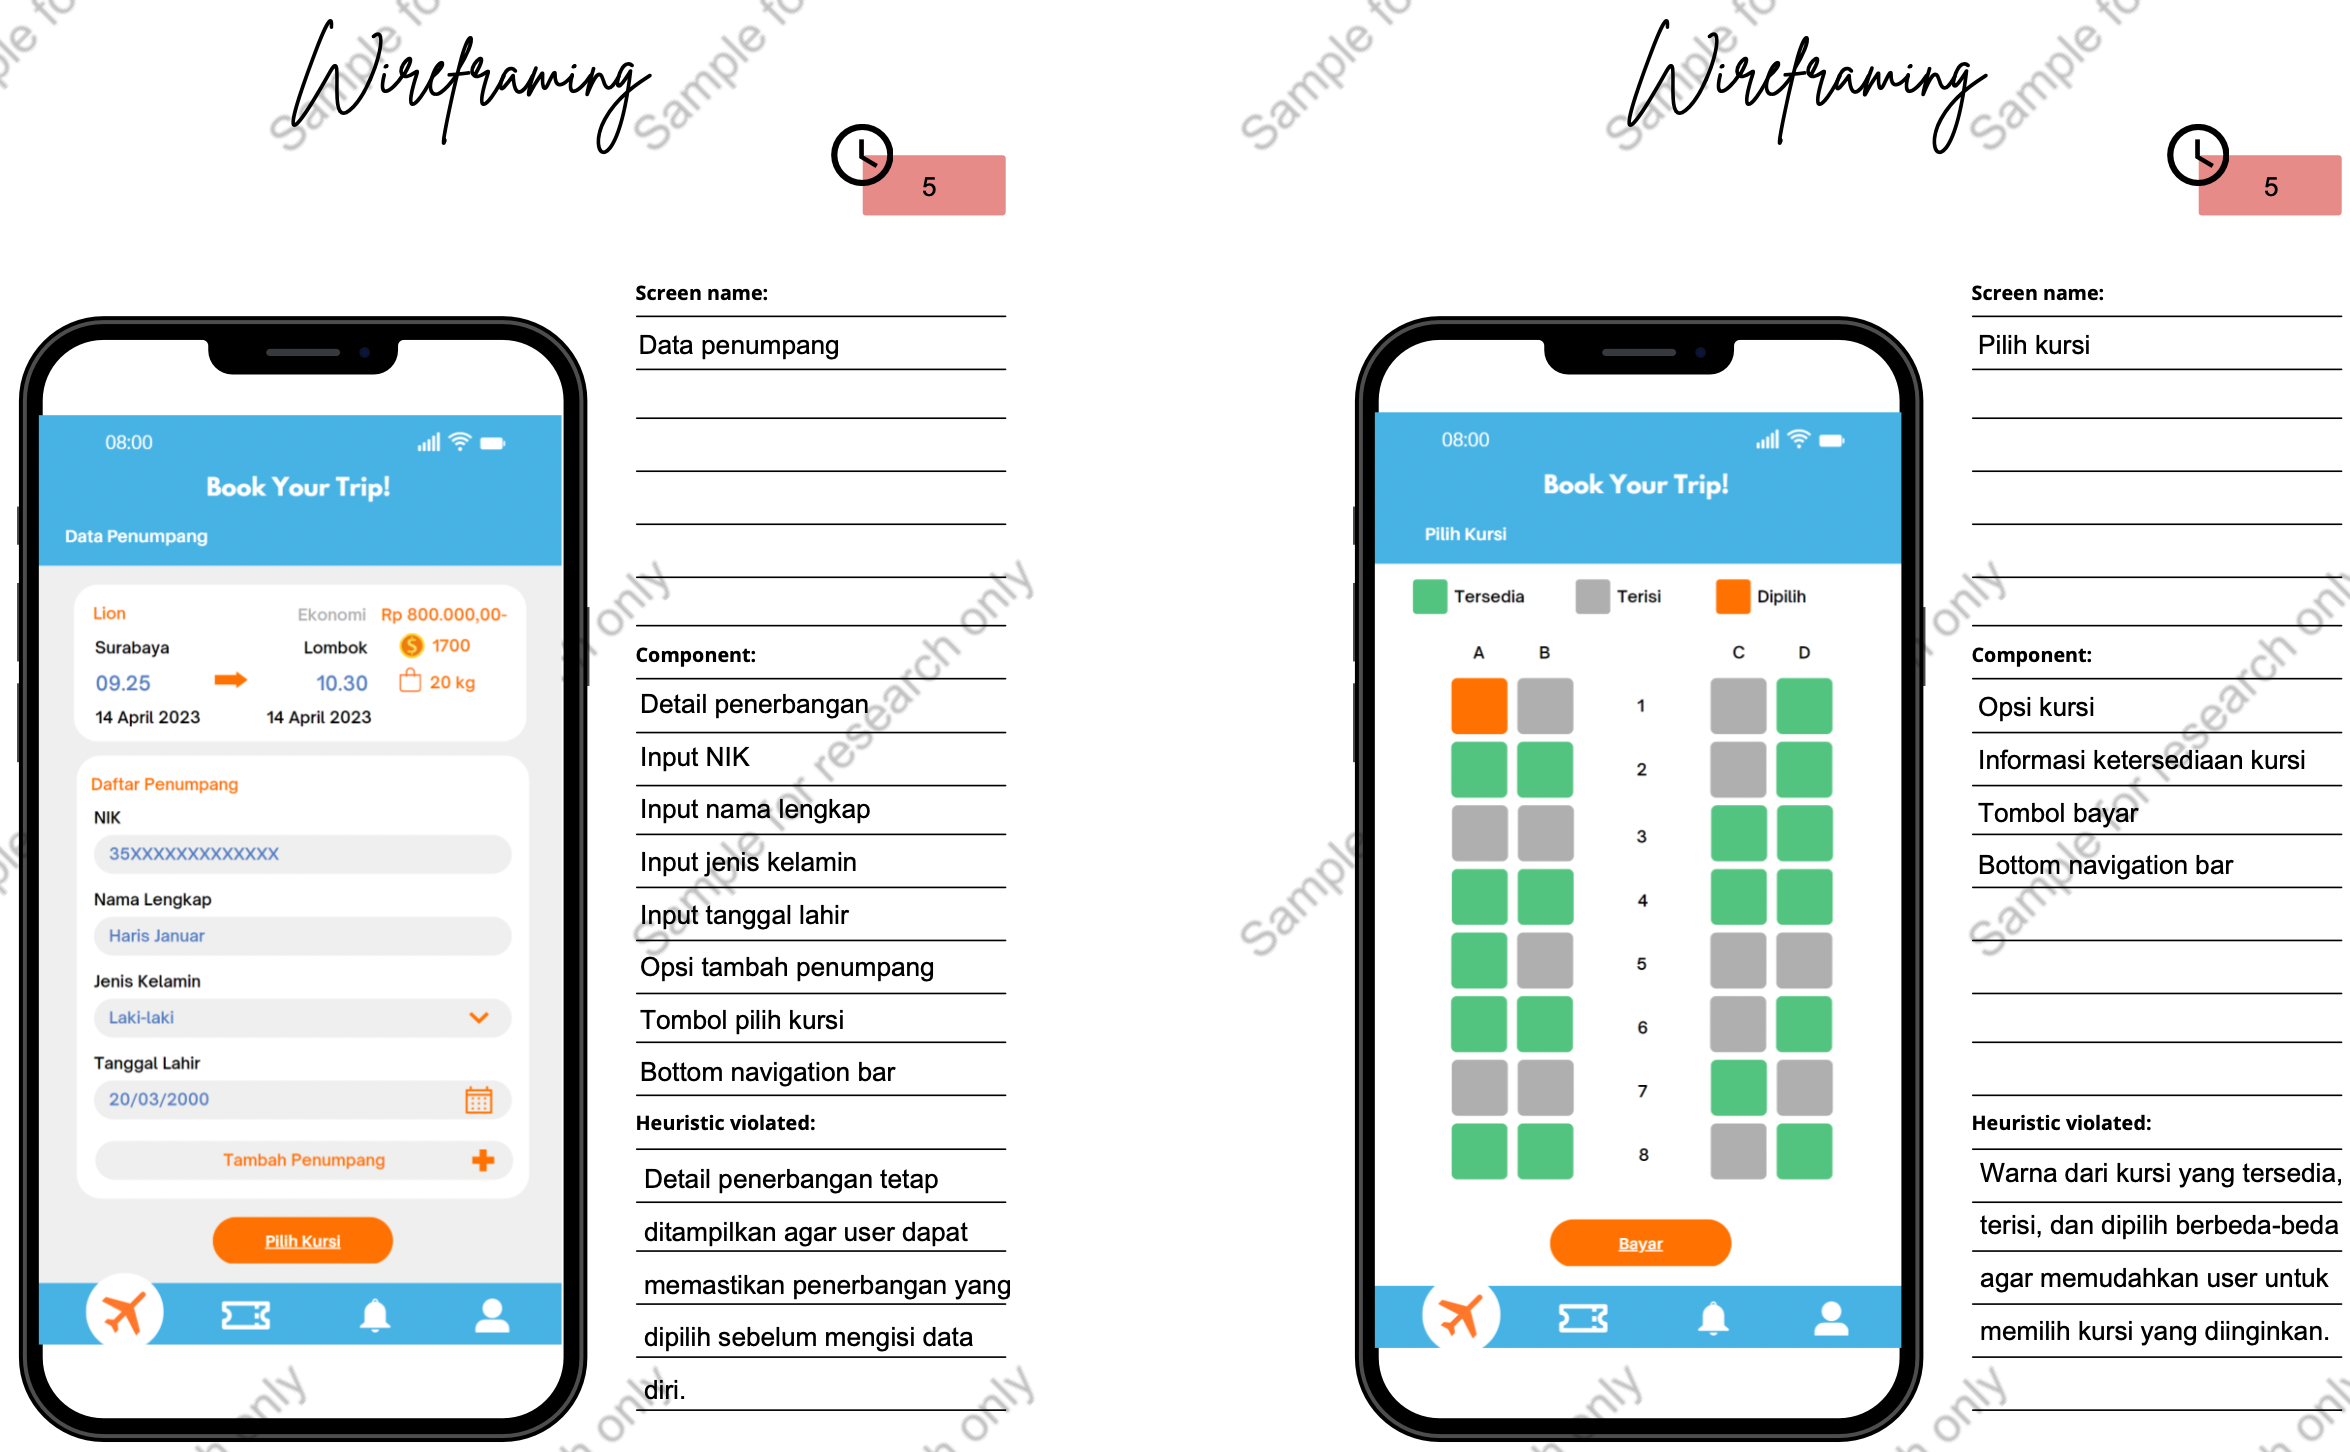 Wireframing
5
Screen name:
Data penumpang
08:00
Book Your Trip!
Data Penumpang
Lion Ekonomi Rp 800.000,00-
Surabaya Lombok 1700
09.25 10.30 20 kg
14 April 2023 14 April 2023
Daftar Penumpang
NIK
35XXXXXXXXXXXXX
Nama Lengkap
Haris Januar
Jenis Kelamin
Laki-laki
Tanggal Lahir
20/03/2000
Tambah Penumpang
Pilih Kursi
Component:
Detail penerbangan
Input NIK
Input nama lengkap
Input jenis kelamin
Input tanggal lahir
Opsi tambah penumpang
Tombol pilih kursi
Bottom navigation bar
Heuristic violated:
Detail penerbangan tetap
ditampilkan agar user dapat
memastikan penerbangan yang
dipilih sebelum mengisi data
diri.
Wireframing
5
Screen name:
Pilih kursi
08:00
Book Your Trip!
Pilih Kursi
Tersedia Terisi Dipilih
A B C D
1
2
3
4
5
6
7
8
Bayar
Component:
Opsi kursi
Informasi ketersediaan kursi
Tombol bayar
Bottom navigation bar
Heuristic violated:
Warna dari kursi yang tersedia,
terisi, dan dipilih berbeda-beda
agar memudahkan user untuk
memilih kursi yang diinginkan.
Sample for research only